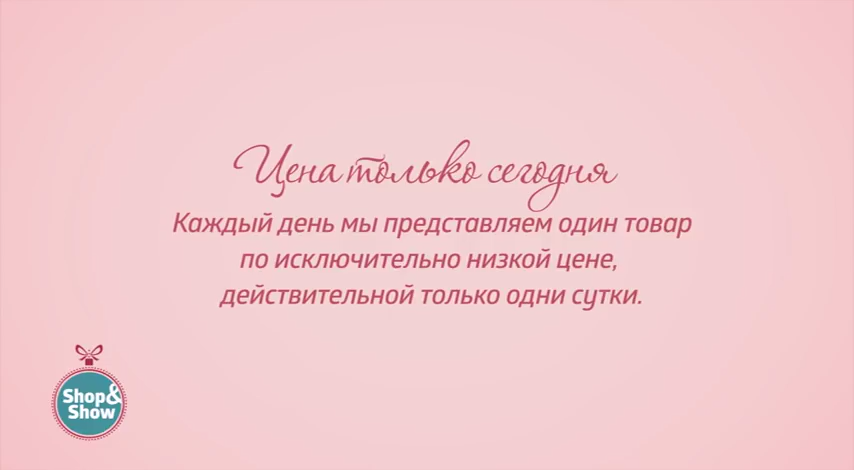 Цена только сегодня
Каждый день мы представляем один товар
по исключительно низкой цене,
действительной только одни сутки.
Shop&
Show